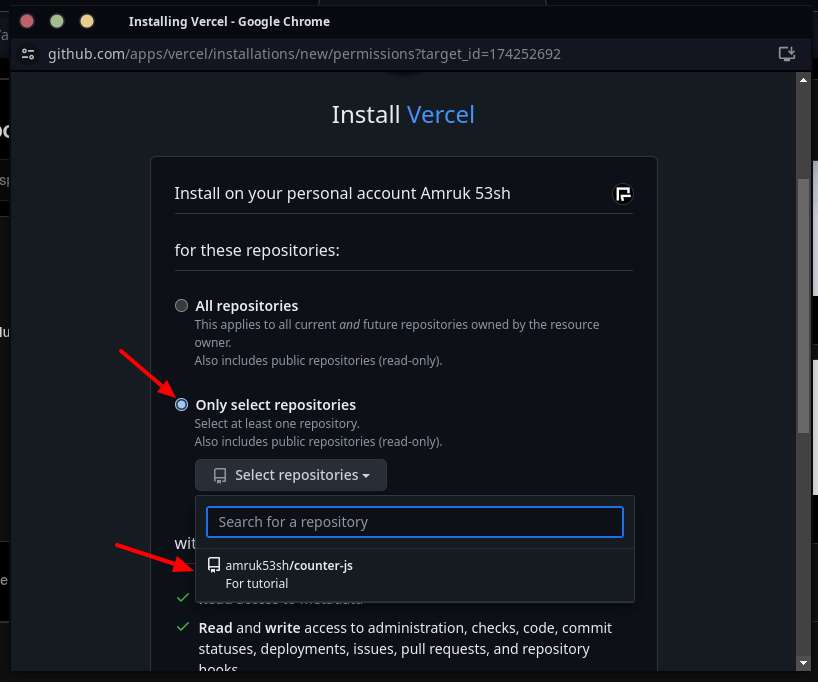 Installing Vercel - Google Chrome
github.com/apps/vercel/installations/new/permissions?target_id=174252692
Install Vercel
Install on your personal account Amruk 53sh
for these repositories:
All repositories
This applies to all current and future repositories owned by the resource
owner.
Also includes public repositories (read-only).
Only select repositories
Select at least one repository.
Also includes public repositories (read-only).
Select repositories
Search for a repository
wit
amruk53sh/counter-js
For tutorial
Read access to metadata
Read and write access to administration, checks, code, commit
statuses, deployments, issues, pull requests, and repository
hooks